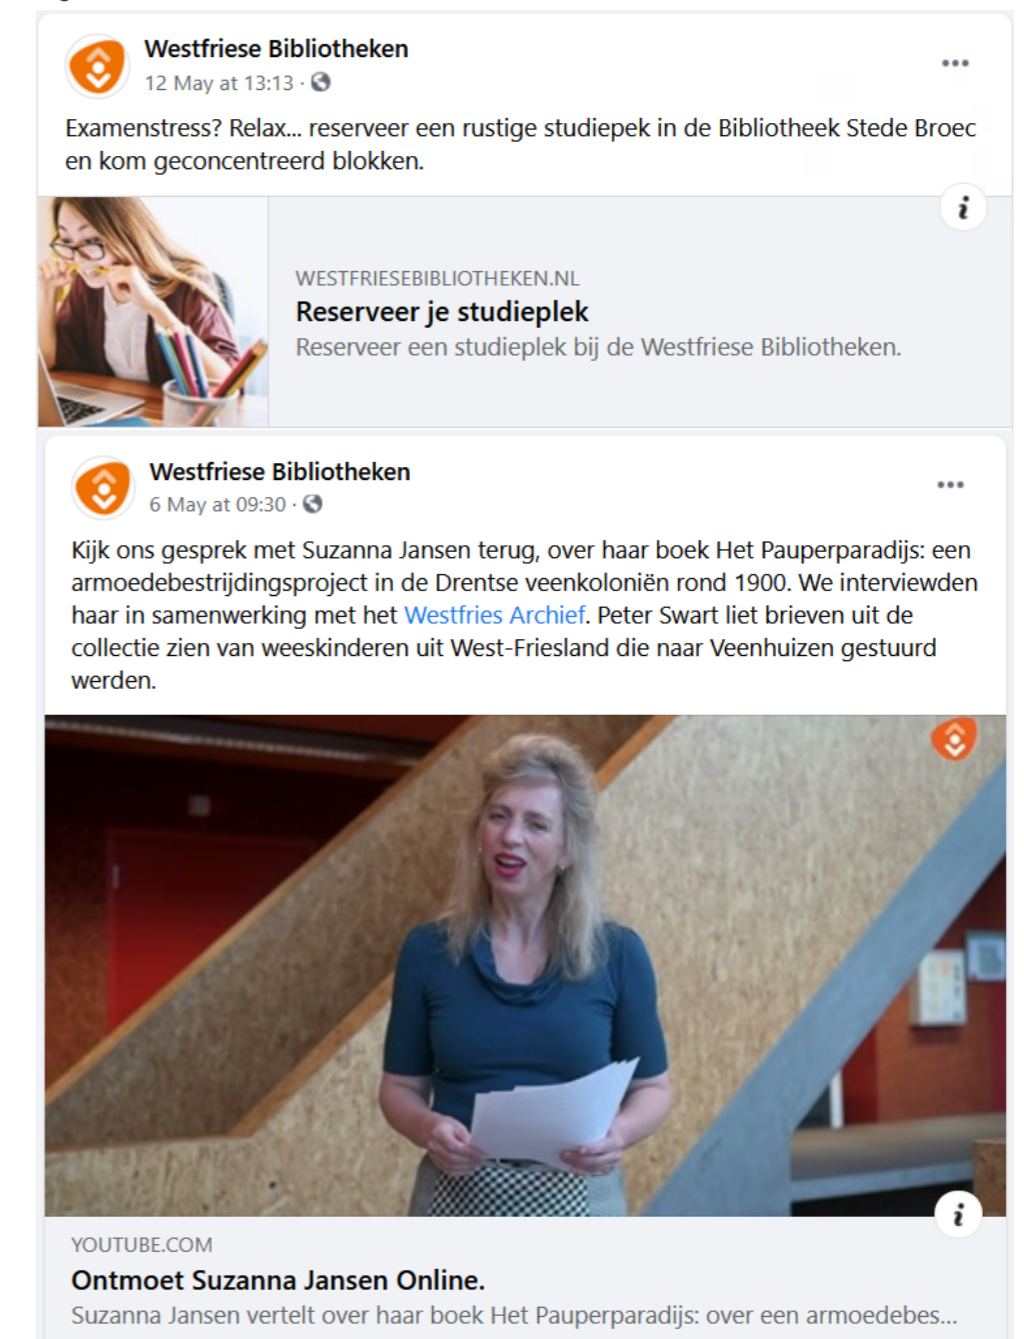 Westfriese Bibliotheken
12 May at 13:13 ·
Examenstress? Relax... reserveer een rustige studiepek in de Bibliotheek Stede Broec
en kom geconcentreerd blokken.
WESTFRIESEBIBLIOTHEKEN.NL
Reserveer je studieplek
Reserveer een studieplek bij de Westfriese Bibliotheken.
Westfriese Bibliotheken
6 May at 09:30 ·
Kijk ons gesprek met Suzanna Jansen terug, over haar boek Het Pauperparadijs: een
armoedebestrijdingsproject in de Drentse veenkoloniën rond 1900. We interviewden
haar in samenwerking met het Westfries Archief. Peter Swart liet brieven uit de
collectie zien van weeskinderen uit West-Friesland die naar Veenhuizen gestuurd
werden.
YOUTUBE.COM
Ontmoet Suzanna Jansen Online.
Suzanna Jansen vertelt over haar boek Het Pauperparadijs: over een armoedebes...